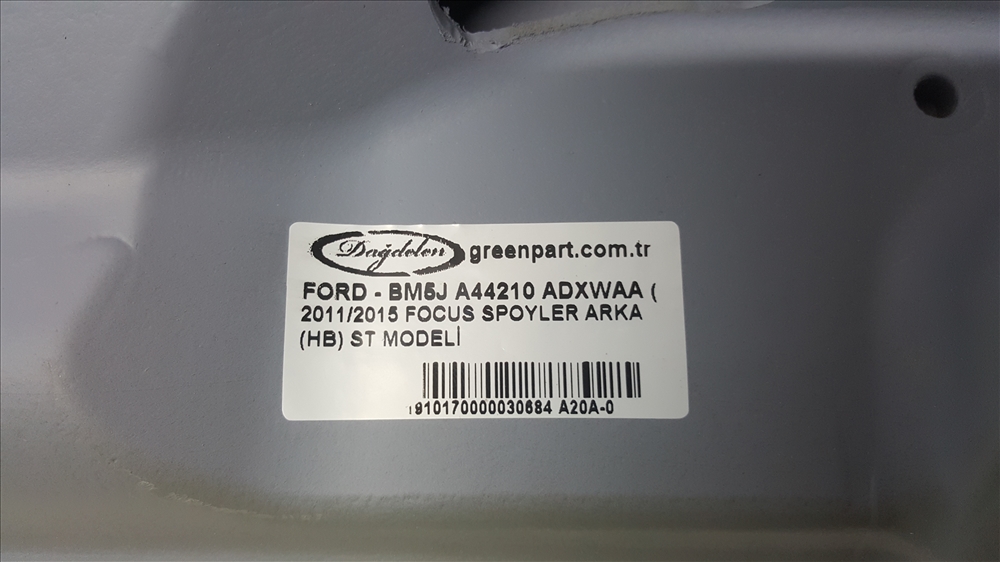 Dağdelen greenpart.com.tr
FORD - BM5J A44210 ADXWAA (
2011/2015 FOCUS SPOYLER ARKA
(HB) ST MODELİ
910170000030684 A20A-0